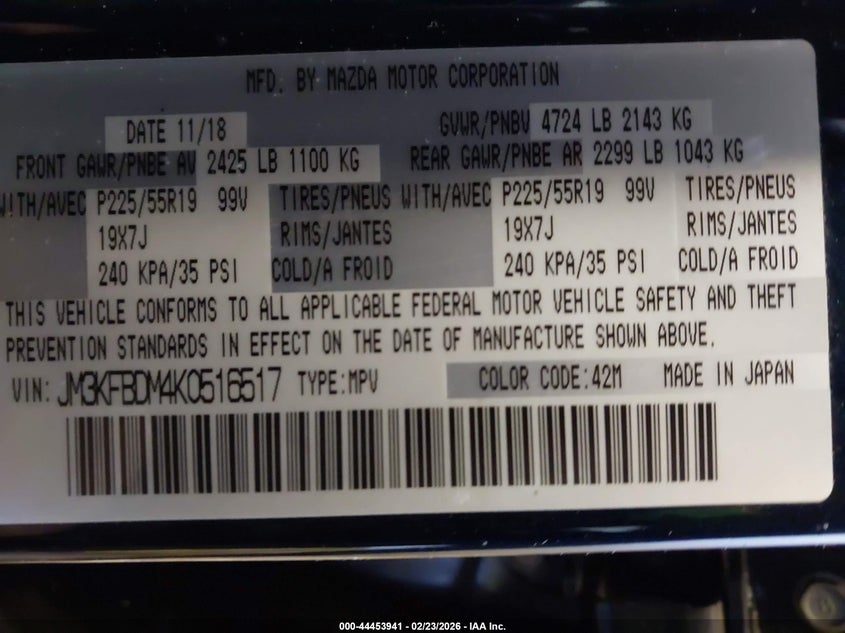 MFD. BY MAZDA MOTOR CORPORATION
DATE 11/18 GVWR/PNBV 4724 LB 2143 KG
FRONT GAWR/PNBE AV 2425 LB 1100 KG REAR GAWR/PNBE AR 2299 LB 1043 KG
WITH/AVEC P225/55R19 99V TIRES/PNEUS WITH/AVEC P225/55R19 99V TIRES/PNEUS
19X7J RIMS/JANTES 19X7J RIMS/JANTES
240 KPA/35 PSI COLD/A FROID 240 KPA/35 PSI COLD/A FROID
THIS VEHICLE CONFORMS TO ALL APPLICABLE FEDERAL MOTOR VEHICLE SAFETY AND THEFT
PREVENTION STANDARDS IN EFFECT ON THE DATE OF MANUFACTURE SHOWN ABOVE.
VIN: JM3KFBDM4K0516517 TYPE:MPV COLOR CODE:42M MADE IN JAPAN
000-44453941 - 02/23/2026 - IAA Inc.